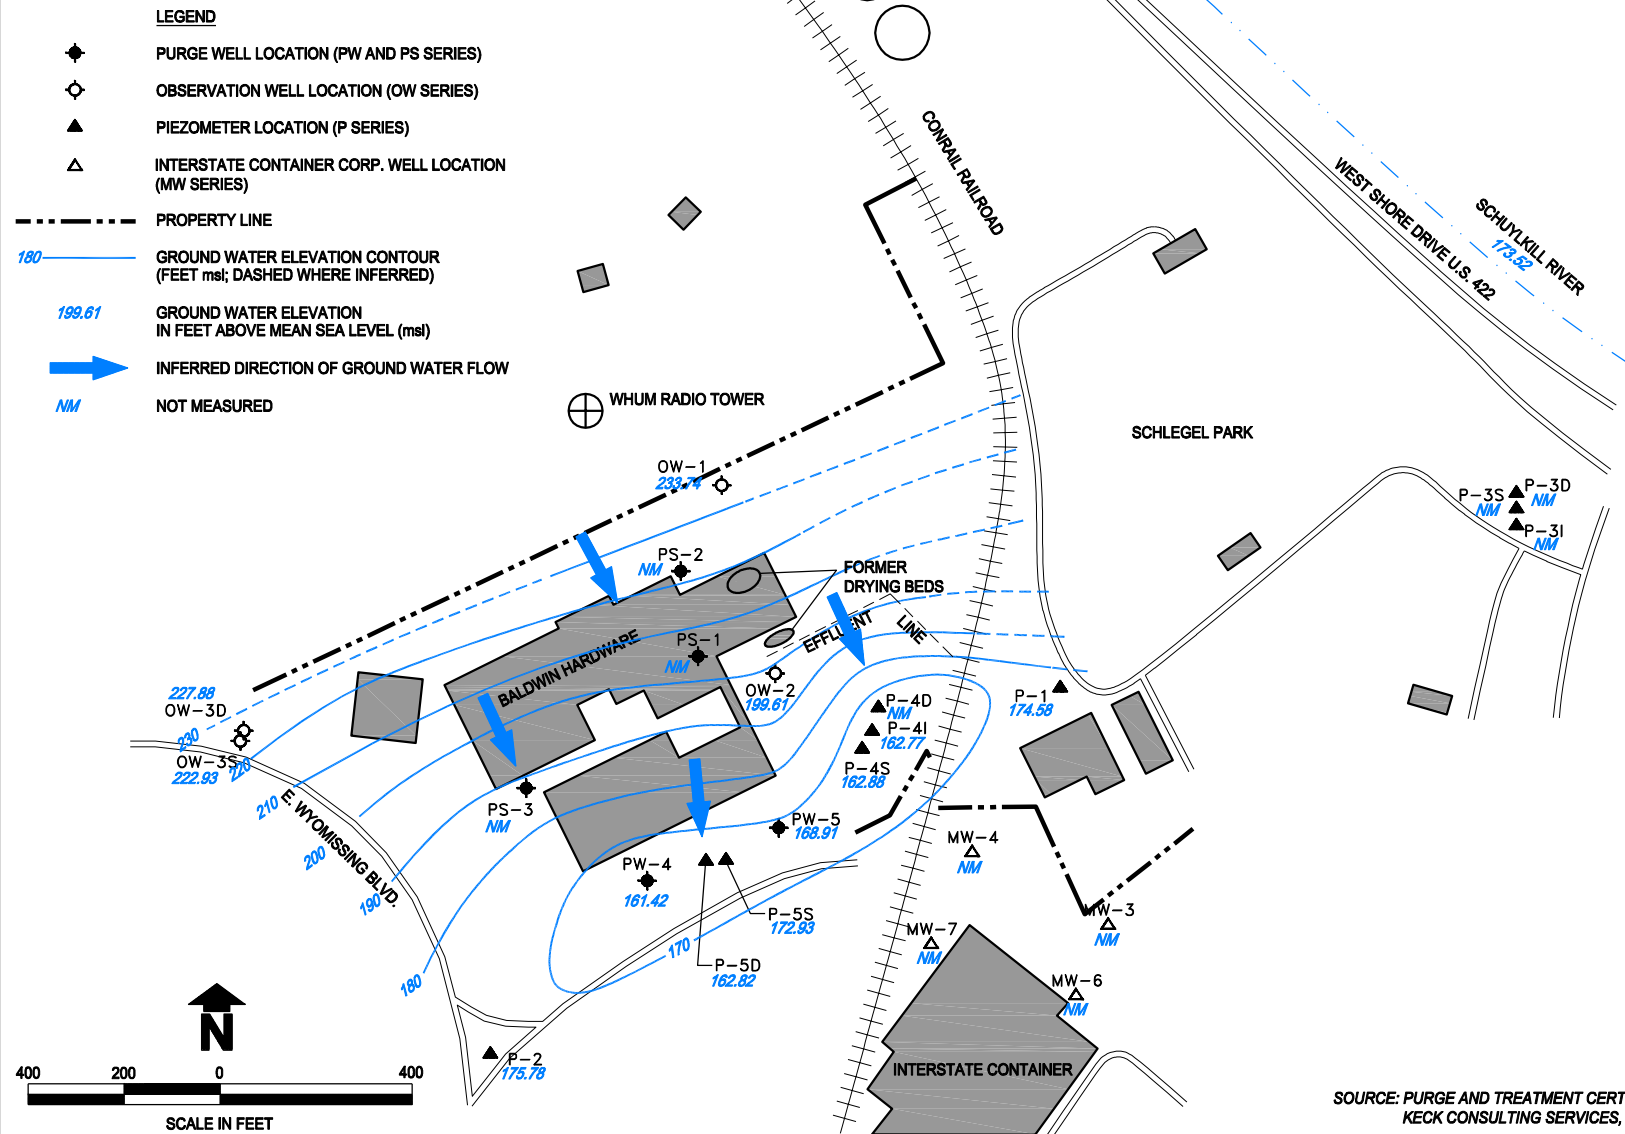 LEGEND
PURGE WELL LOCATION (PW AND PS SERIES)
OBSERVATION WELL LOCATION (OW SERIES)
PIEZOMETER LOCATION (P SERIES)
INTERSTATE CONTAINER CORP. WELL LOCATION
(MW SERIES)
PROPERTY LINE
180
GROUND WATER ELEVATION CONTOUR
(FEET msl; DASHED WHERE INFERRED)
199.61
GROUND WATER ELEVATION
IN FEET ABOVE MEAN SEA LEVEL (msl)
INFERRED DIRECTION OF GROUND WATER FLOW
NM
NOT MEASURED
CONRAIL RAILROAD
WEST SHORE DRIVE U.S. 422
SCHUYLKILL RIVER
173.52
WHUM RADIO TOWER
SCHLEGEL PARK
OW-1
233.74
P-3D
NM
P-3S
NM
P-3I
NM
PS-2
NM
FORMER
DRYING BEDS
EFFLUENT
LINE
BALDWIN HARDWARE
PS-1
NM
OW-2
199.61
227.88
OW-3D
OW-3S
222.93
230
220
210
200
190
180
170
E. WYOMISSING BLVD.
P-4D
NM
P-4I
162.77
P-4S
162.88
P-1
174.58
PS-3
NM
PW-5
168.91
PW-4
161.42
P-5S
172.93
P-5D
162.82
MW-4
NM
MW-3
NM
MW-7
NM
MW-6
NM
P-2
175.78
INTERSTATE CONTAINER
N
400
200
0
400
SCALE IN FEET
SOURCE: PURGE AND TREATMENT CERT
KECK CONSULTING SERVICES,